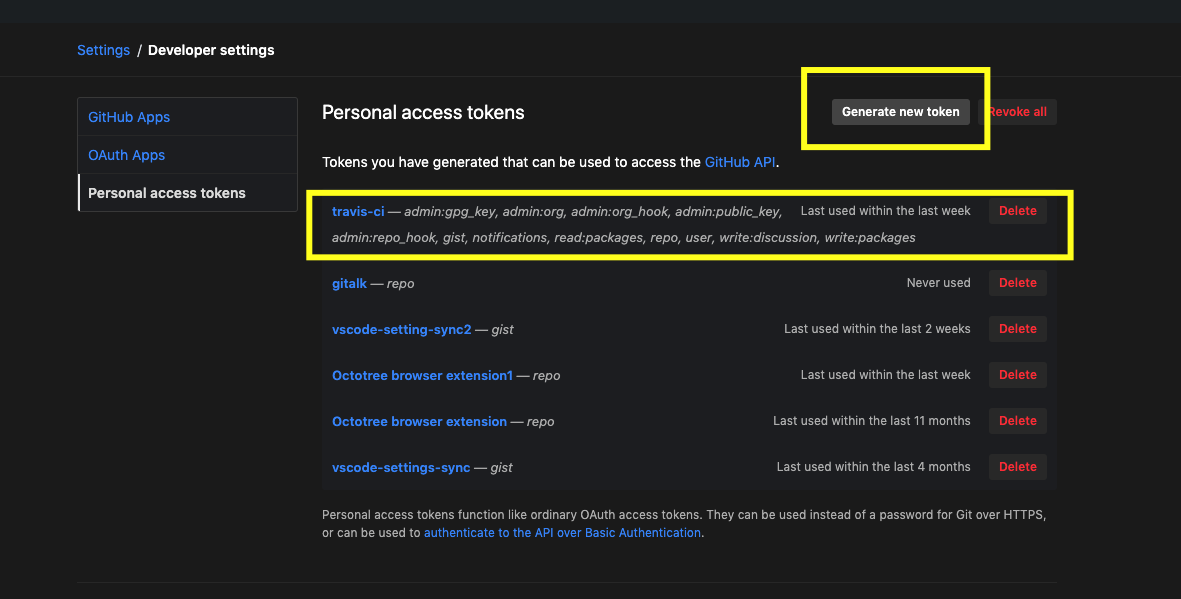 Settings / Developer settings
GitHub Apps
OAuth Apps
Personal access tokens
Personal access tokens
Generate new token
Revoke all
Tokens you have generated that can be used to access the GitHub API.
travis-ci — admin:gpg_key, admin:org, admin:org_hook, admin:public_key, Last used within the last week Delete
admin:repo_hook, gist, notifications, read:packages, repo, user, write:discussion, write:packages
gitalk — repo Never used Delete
vscode-setting-sync2 — gist Last used within the last 2 weeks Delete
Octotree browser extension1 — repo Last used within the last week Delete
Octotree browser extension — repo Last used within the last 11 months Delete
vscode-settings-sync — gist Last used within the last 4 months Delete
Personal access tokens function like ordinary OAuth access tokens. They can be used instead of a password for Git over HTTPS,
or can be used to authenticate to the API over Basic Authentication.